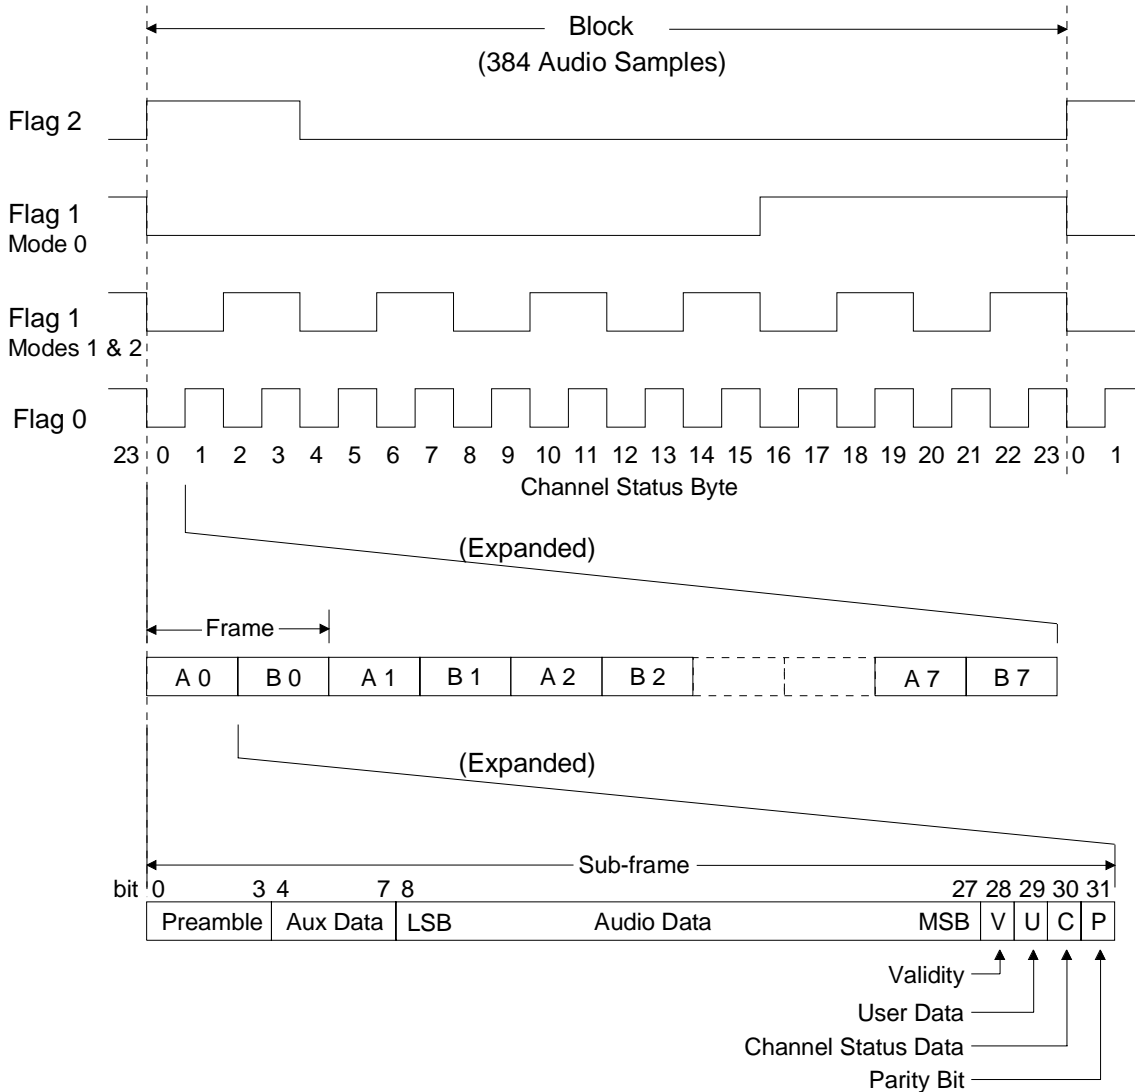 Block
(384 Audio Samples)
Flag 2
Flag 1
Mode 0
Flag 1
Modes 1 & 2
Flag 0
23 0 1 2 3 4 5 6 7 8 9 10 11 12 13 14 15 16 17 18 19 20 21 22 23 0 1
Channel Status Byte
(Expanded)
Frame
A 0 B 0 A 1 B 1 A 2 B 2 A 7 B 7
(Expanded)
Sub-frame
bit 0 3 4 7 8 27 28 29 30 31
Preamble Aux Data LSB Audio Data MSB V U C P
Validity
User Data
Channel Status Data
Parity Bit